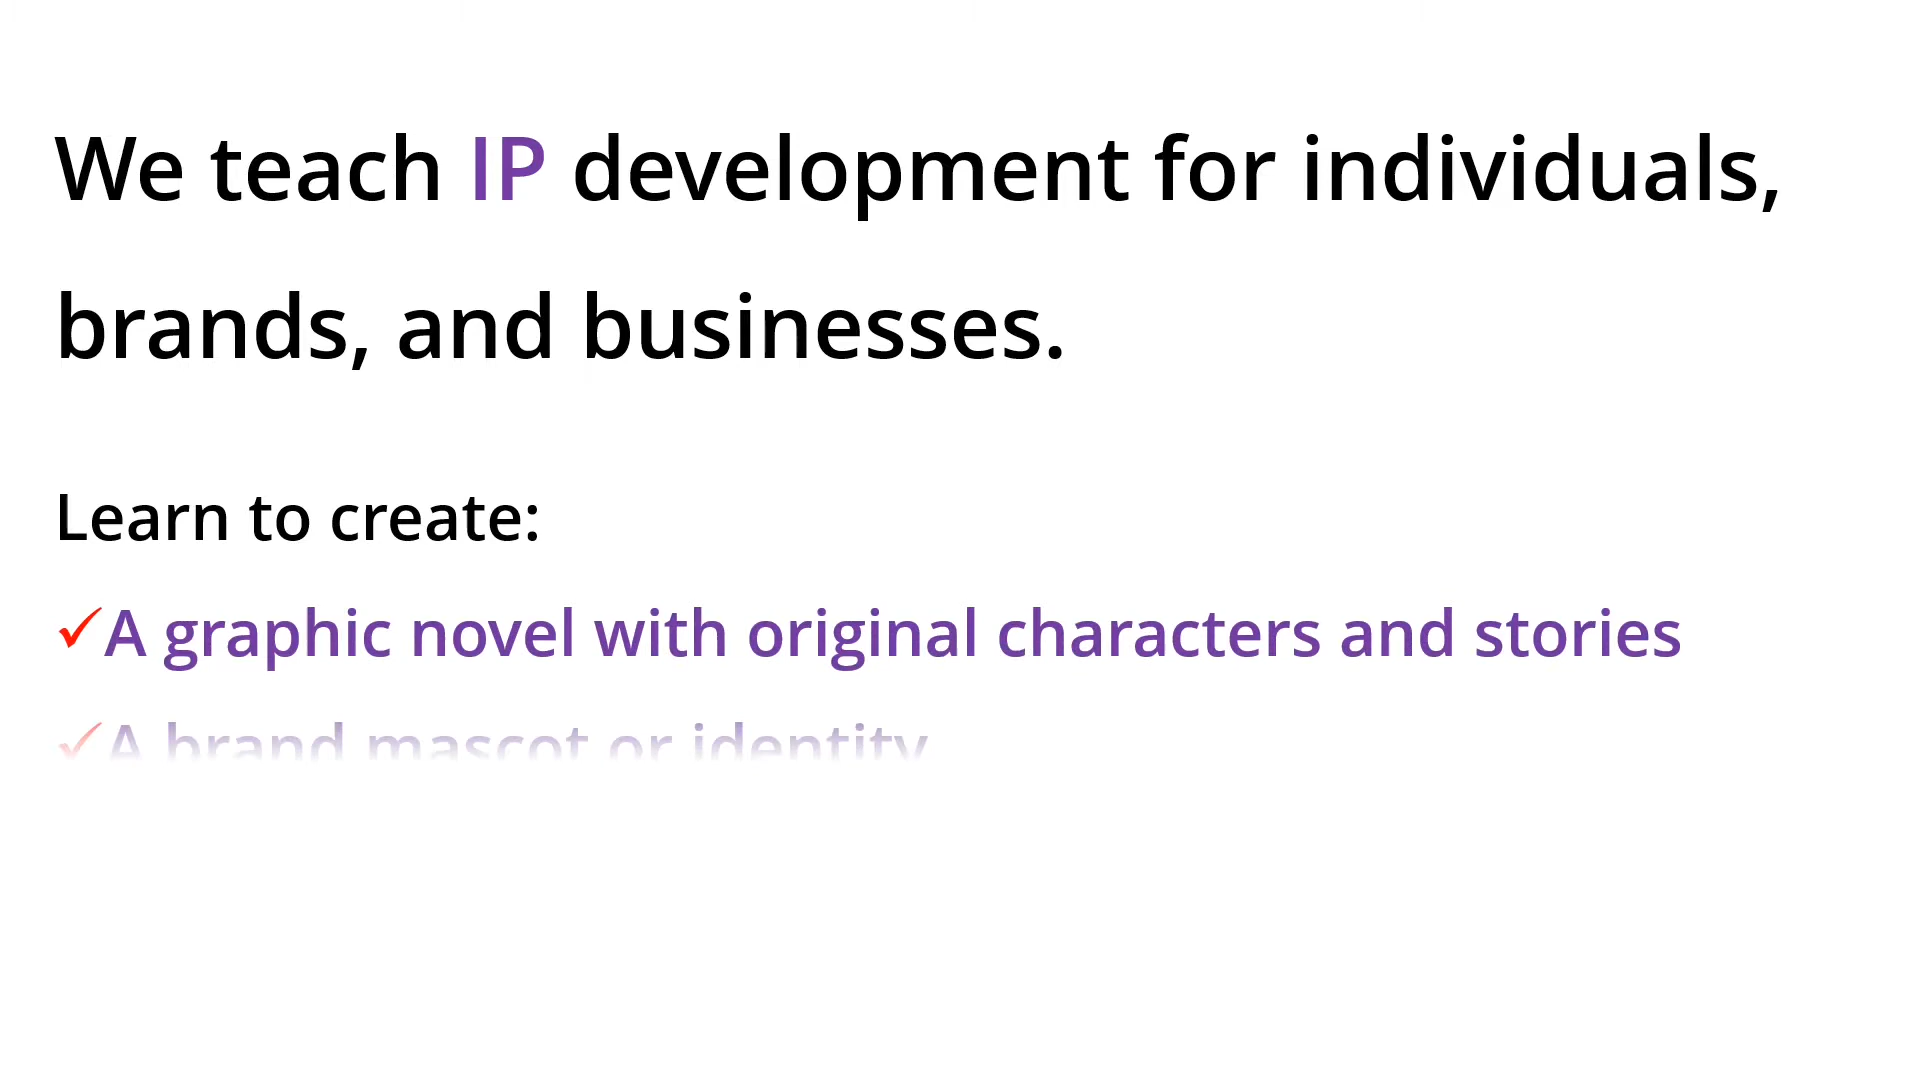 We teach IP development for individuals,
brands, and businesses.
Learn to create:
✓A graphic novel with original characters and stories
✓A brand mascot or identity